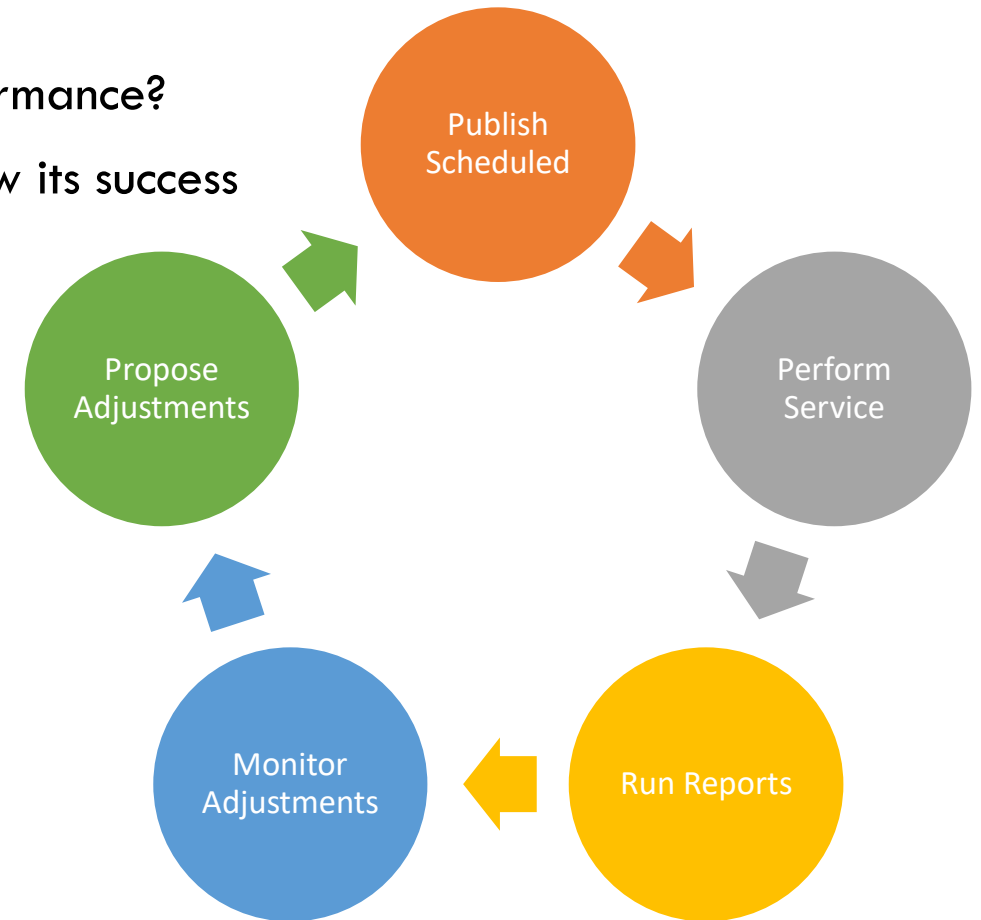 rmance?
w its success
Publish
Scheduled
Perform
Service
Run Reports
Monitor
Adjustments
Propose
Adjustments